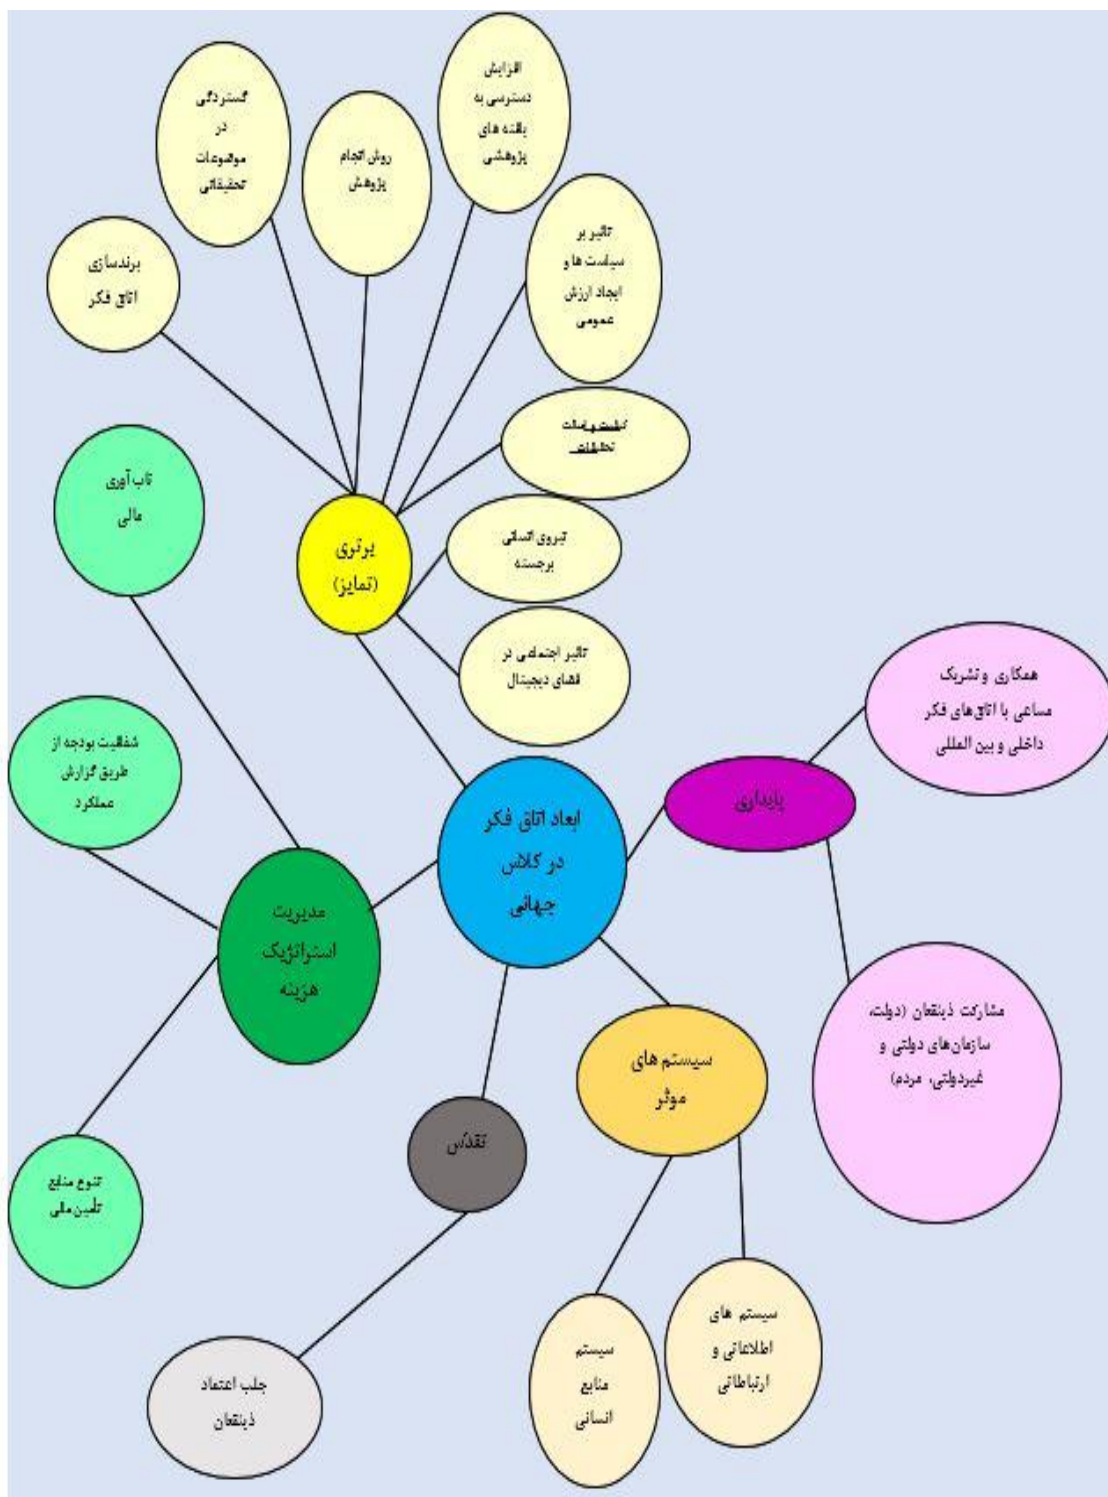 افزایش
دسترسی به
یافته های
پژوهشی
گستردگی
در
موضوعات
تحقیقاتی
روش انجام
پژوهش
تاثیر بر
سیاست ها و
ایجاد ارزش
عمومی
برندسازی
اتاق فکر
کیفیت و اصالت
تحقیقات
تاب آوری
مالی
برتری
(تمایز)
نیروی انسانی
برجسته
تاثیر اجتماعی در
فضای دیجیتال
همکاری و تشریک
مساعی با اتاق‌های فکر
داخلی و بین المللی
شفافیت بودجه از
طریق گزارش
عملکرد
پایداری
ابعاد اتاق فکر
در کلاس
جهانی
مدیریت
استراتژیک
هزینه
مشارکت ذینفعان (دولت،
سازمان‌های دولتی و
غیردولتی، مردم)
سیستم های
موثر
تقدس
تنوع منابع
تأمین مالی
سیستم های
اطلاعاتی و
ارتباطاتی
سیستم
منابع
انسانی
جلب اعتماد
ذینفعان